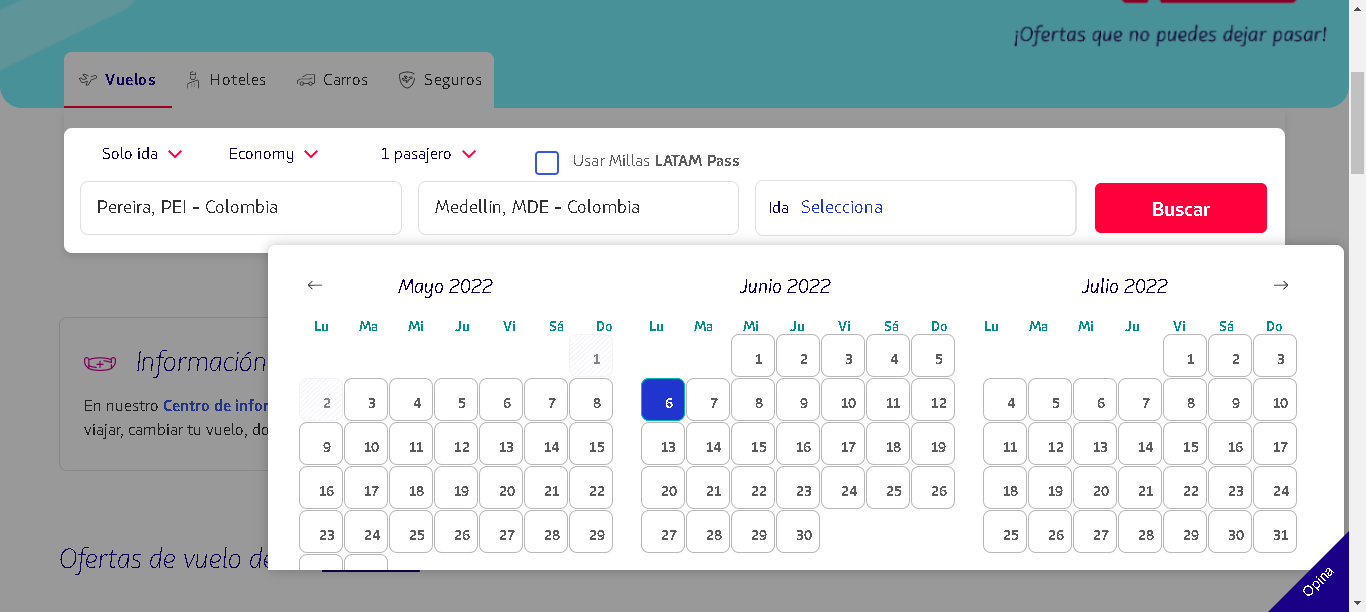 ¡Ofertas que no puedes dejar pasar!
Vuelos Hoteles Carros Seguros
Solo ida Economy 1 pasajero Usar Millas LATAM Pass
Pereira, PEI - Colombia Medellín, MDE - Colombia Ida Selecciona Buscar
Mayo 2022 Junio 2022 Julio 2022
Lu Ma Mi Ju Vi Sá Do Lu Ma Mi Ju Vi Sá Do Lu Ma Mi Ju Vi Sá Do
1 1 2 3 4 5 1 2 3
2 3 4 5 6 7 8 6 7 8 9 10 11 12 4 5 6 7 8 9 10
9 10 11 12 13 14 15 13 14 15 16 17 18 19 11 12 13 14 15 16 17
16 17 18 19 20 21 22 20 21 22 23 24 25 26 18 19 20 21 22 23 24
23 24 25 26 27 28 29 27 28 29 30 25 26 27 28 29 30 31
Información
En nuestro Centro de infor
viajar, cambiar tu vuelo, do
Ofertas de vuelo de
Opina